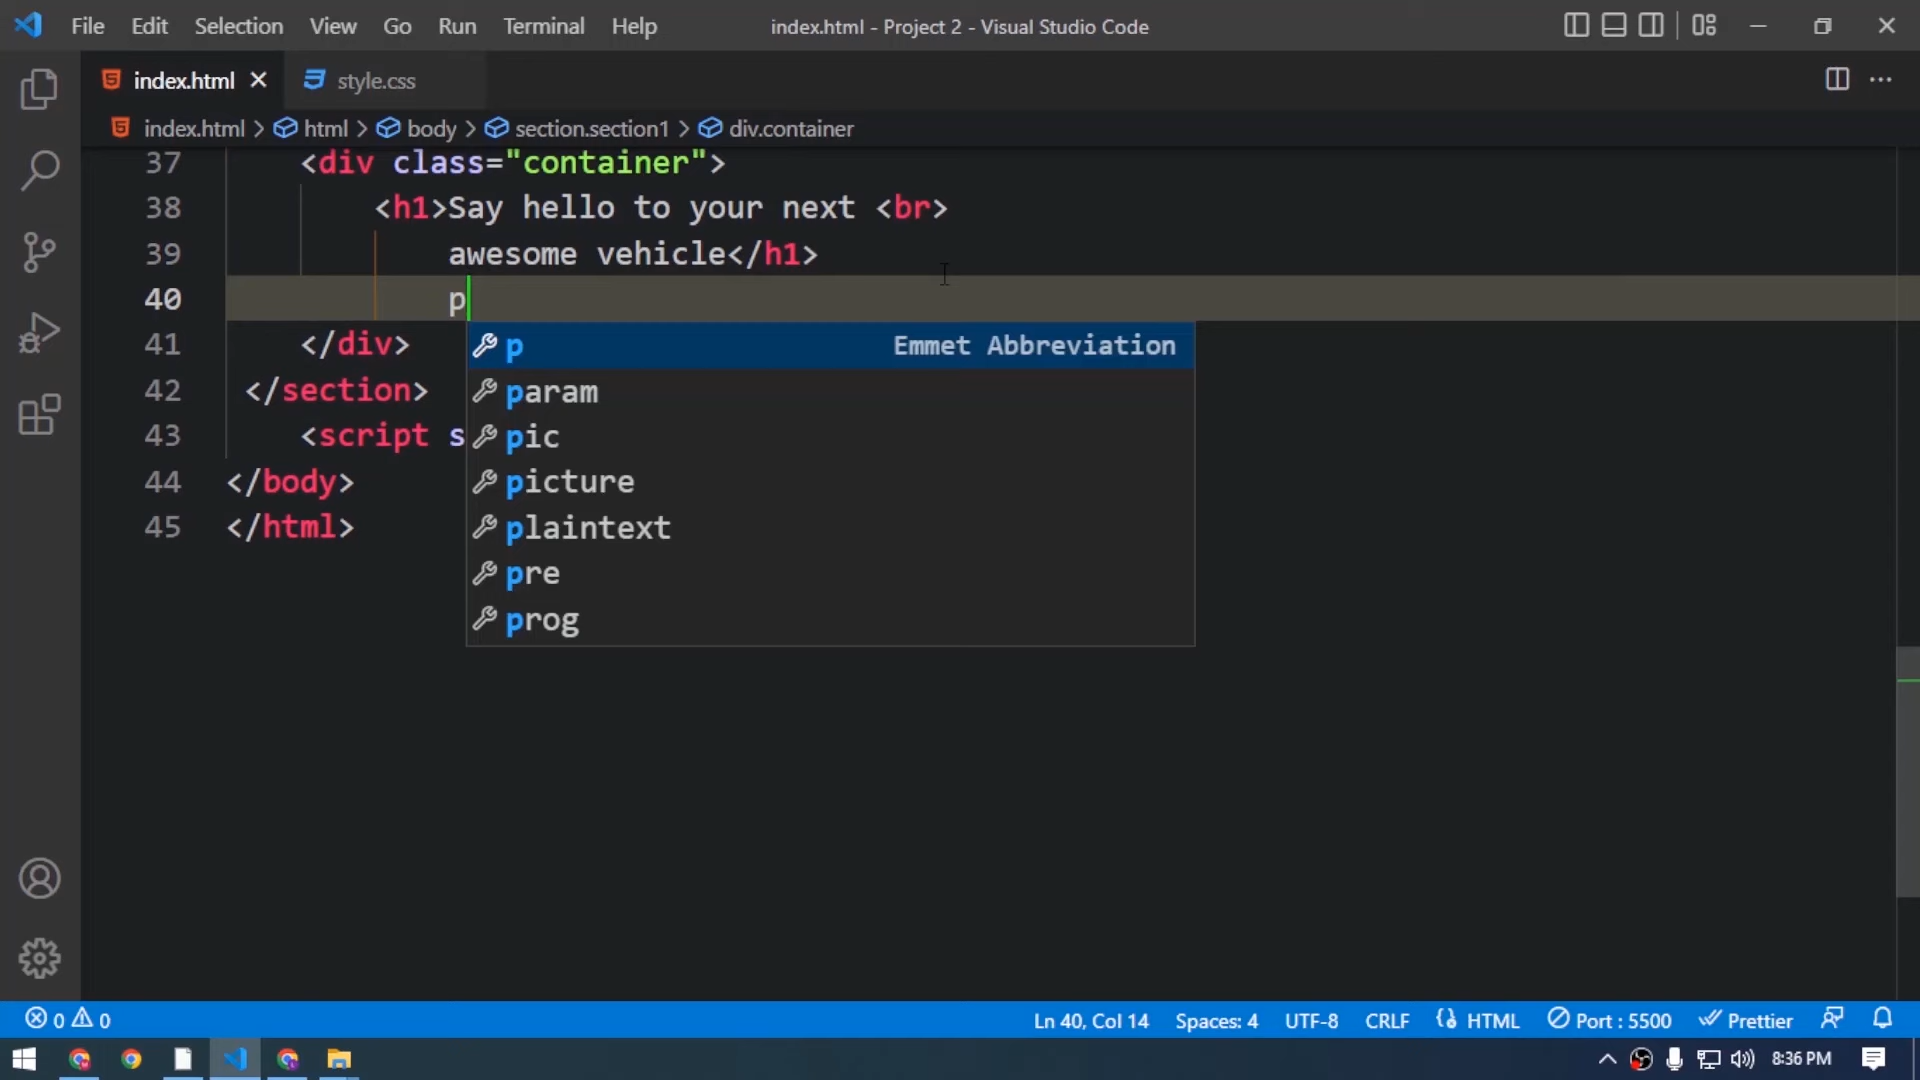 File Edit Selection View Go Run Terminal Help index.html - Project 2 - Visual Studio Code
index.html style.css
index.html > html > body > section.section1 > div.container
37 <div class="container">
38 <h1>Say hello to your next <br>
39 awesome vehicle</h1>
40 p
p Emmet Abbreviation
41 </div>
param
42 </section>
pic
43 <script s
picture
44 </body>
plaintext
45 </html>
pre
prog
0 0 Ln 40, Col 14 Spaces: 4 UTF-8 CRLF HTML Port : 5500 Prettier
8:36 PM